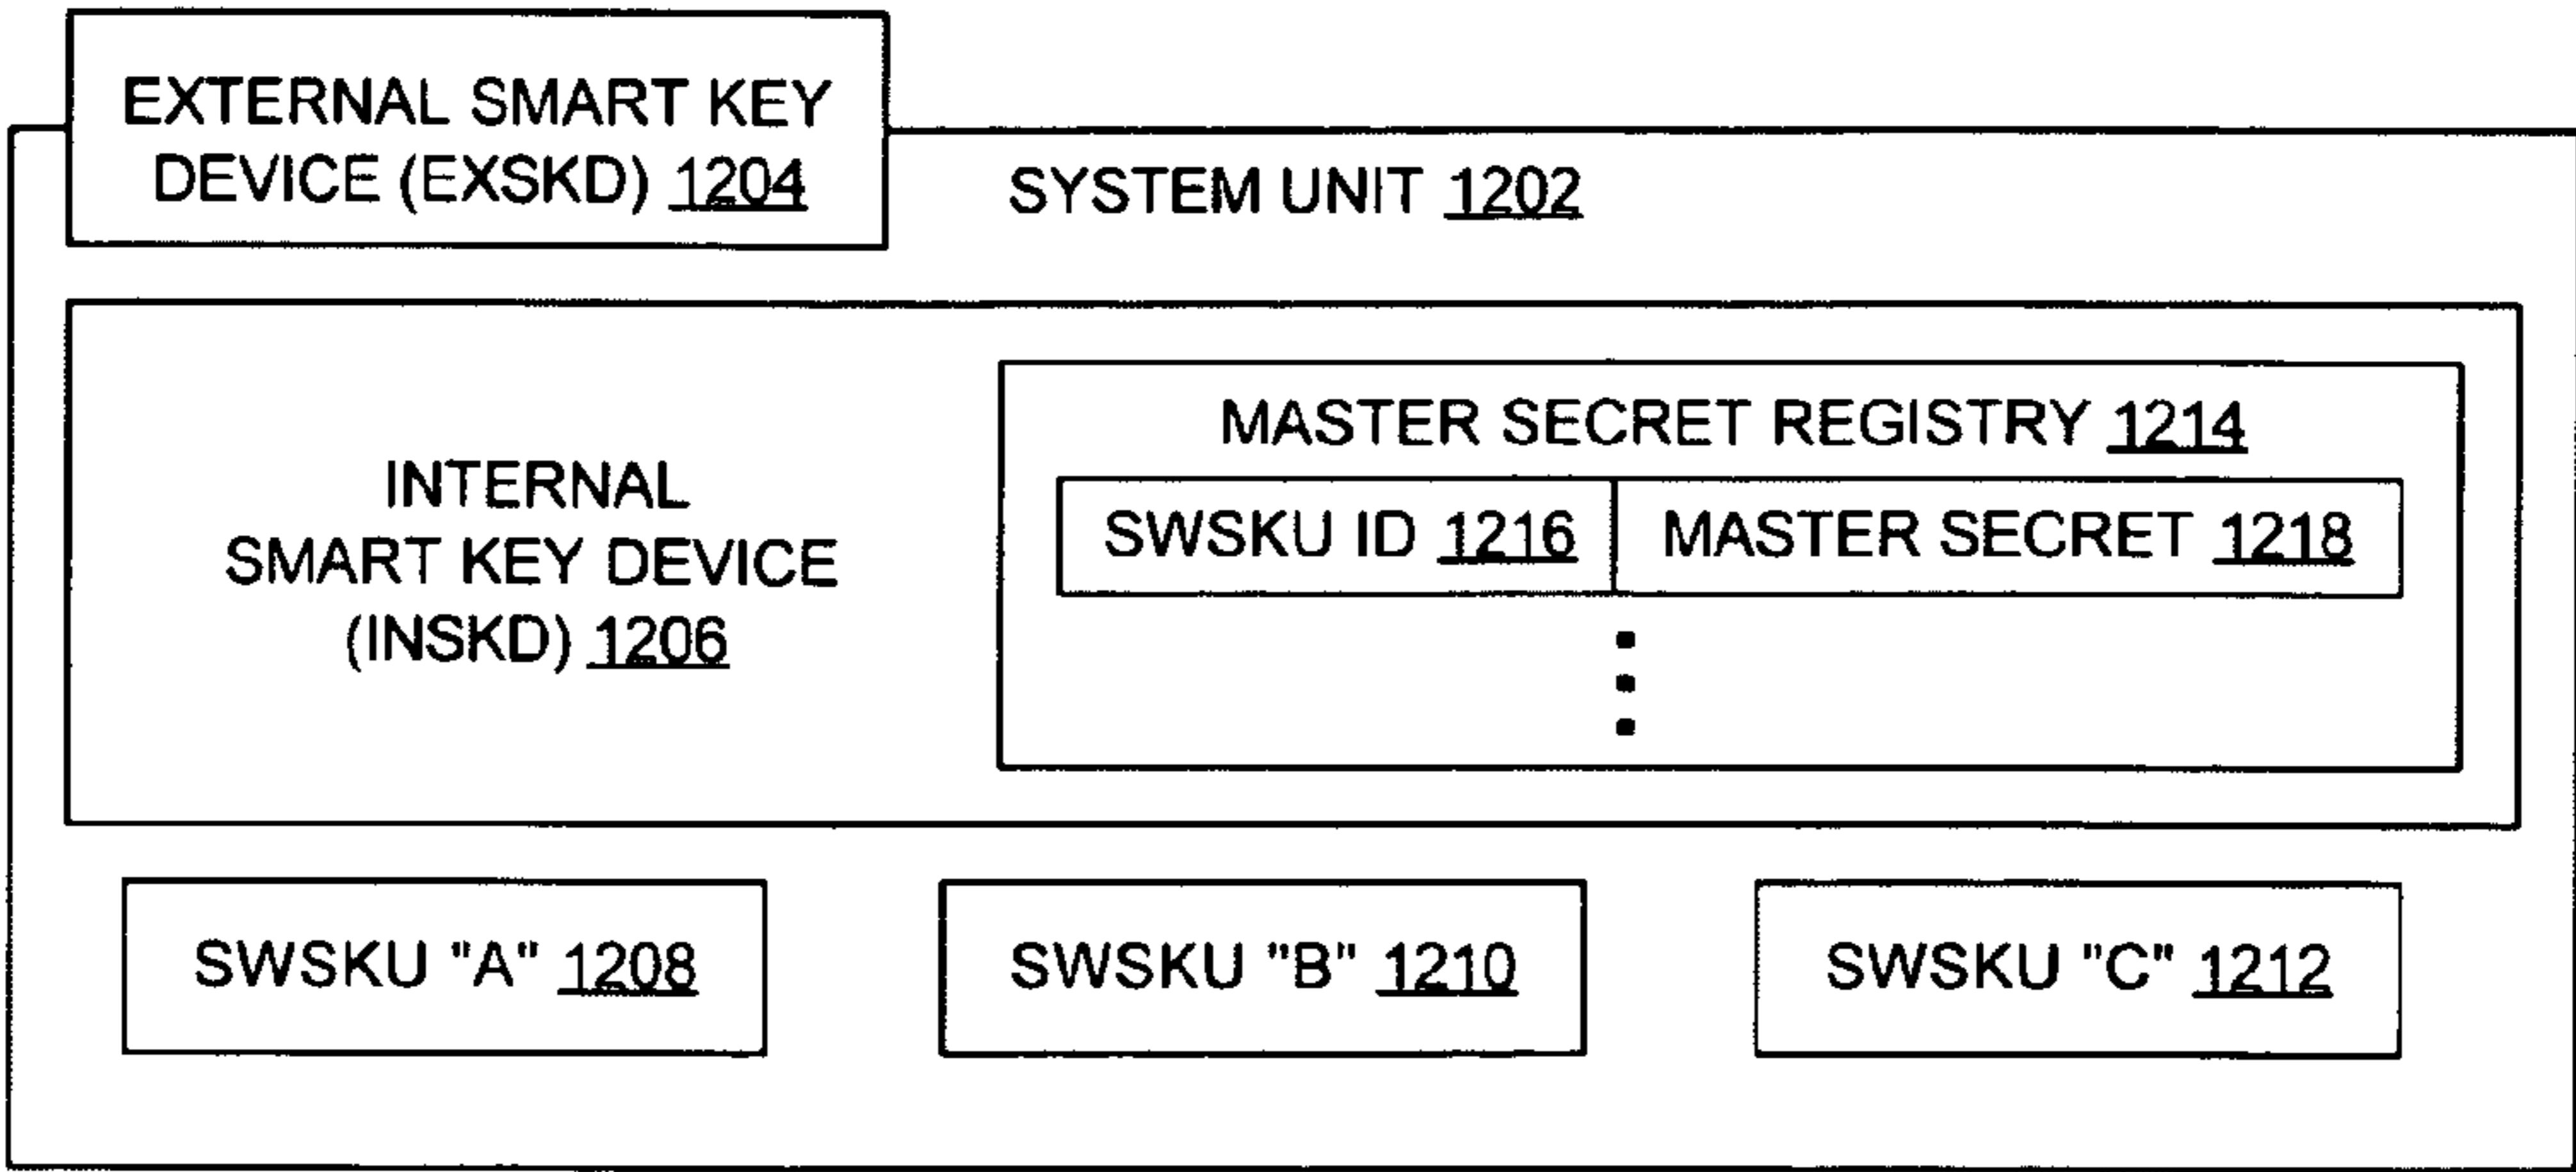 EXTERNAL SMART KEY
DEVICE (EXSKD) 1204
SYSTEM UNIT 1202
INTERNAL
SMART KEY DEVICE
(INSKD) 1206
MASTER SECRET REGISTRY 1214
SWSKU ID 1216
MASTER SECRET 1218
SWSKU "A" 1208
SWSKU "B" 1210
SWSKU "C" 1212